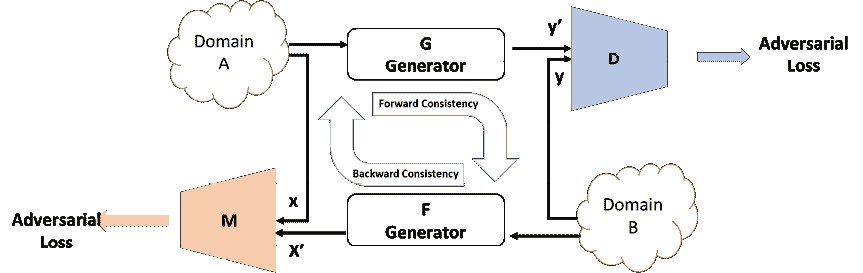 Domain
A
G
Generator
y’
y
D
Adversarial
Loss
Forward Consistency
Backward Consistency
Adversarial
Loss
M
x
X’
F
Generator
Domain
B